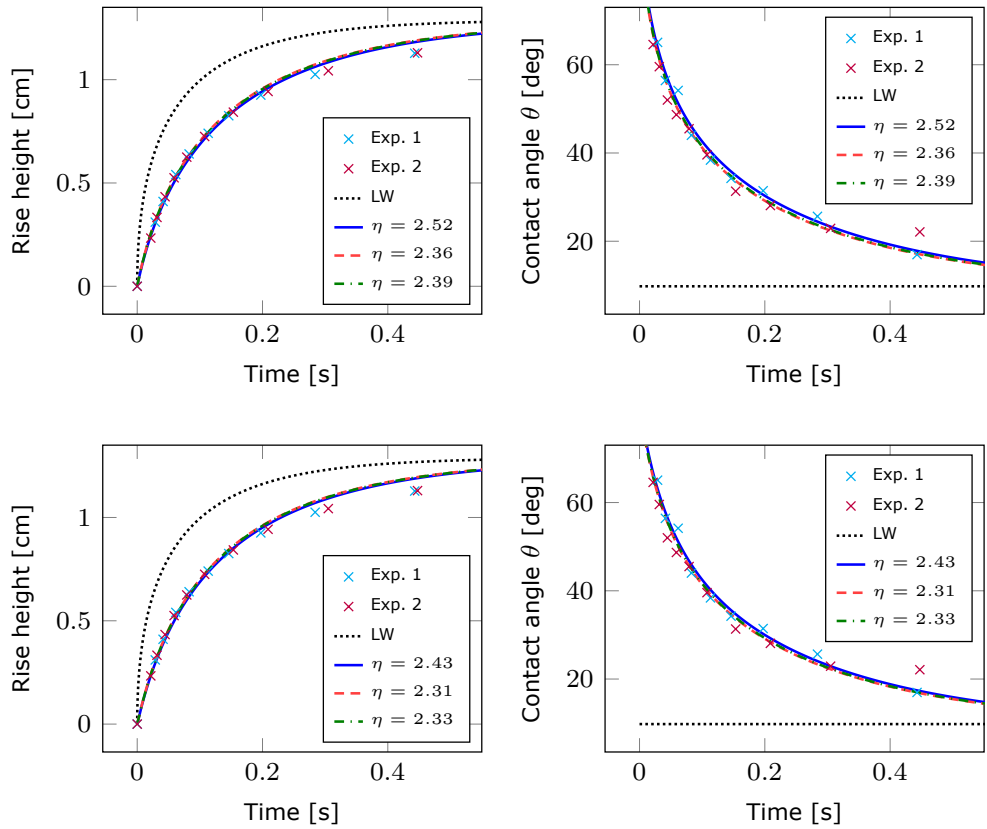 Rise height [cm]
1
0.5
0
Exp. 1
Exp. 2
LW
η = 2.52
η = 2.36
η = 2.39
0
0.2
0.4
Time [s]
Contact angle θ [deg]
60
40
20
Exp. 1
Exp. 2
LW
η = 2.52
η = 2.36
η = 2.39
0
0.2
0.4
Time [s]
Rise height [cm]
1
0.5
0
Exp. 1
Exp. 2
LW
η = 2.43
η = 2.31
η = 2.33
0
0.2
0.4
Time [s]
Contact angle θ [deg]
60
40
20
Exp. 1
Exp. 2
LW
η = 2.43
η = 2.31
η = 2.33
0
0.2
0.4
Time [s]